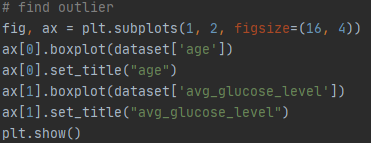 # find outlier
fig, ax = plt.subplots(1, 2, figsize=(16, 4))
ax[0].boxplot(dataset['age'])
ax[0].set_title("age")
ax[1].boxplot(dataset['avg_glucose_level'])
ax[1].set_title("avg_glucose_level")
plt.show()